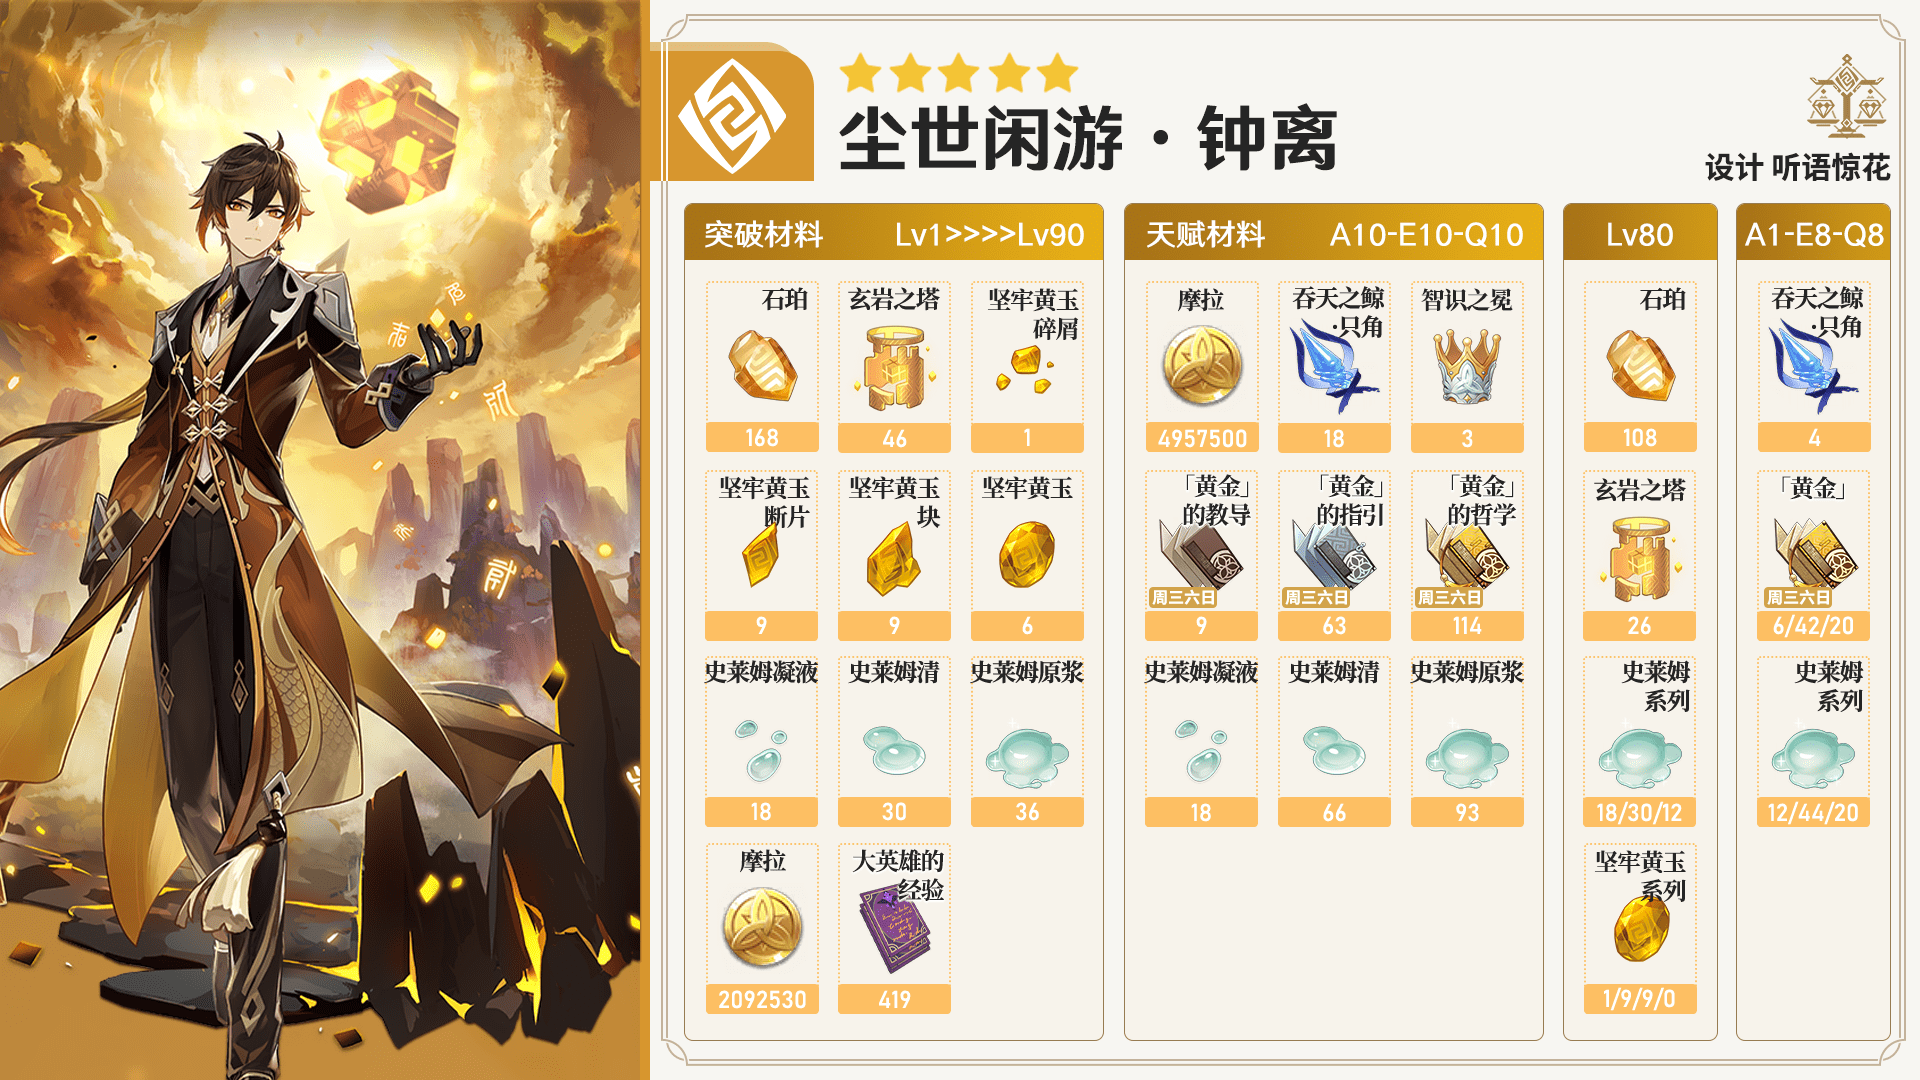 尘世闲游·钟离
设计 听语惊花
突破材料 Lv1>>>>Lv90
石珀
168
玄岩之塔
46
坚牢黄玉
碎屑
1
坚牢黄玉
断片
9
坚牢黄玉
块
9
坚牢黄玉
6
史莱姆凝液
18
史莱姆清
30
史莱姆原浆
36
摩拉
2092530
大英雄的
经验
419
天赋材料 A10-E10-Q10
摩拉
4957500
吞天之鲸
·只角
18
智识之冕
3
「黄金」
的教导
周三六日
9
「黄金」
的指引
周三六日
63
「黄金」
的哲学
周三六日
114
史莱姆凝液
18
史莱姆清
66
史莱姆原浆
93
Lv80
石珀
108
玄岩之塔
26
史莱姆
系列
18/30/12
坚牢黄玉
系列
1/9/9/0
A1-E8-Q8
吞天之鲸
·只角
4
「黄金」
周三六日
6/42/20
史莱姆
系列
12/44/20